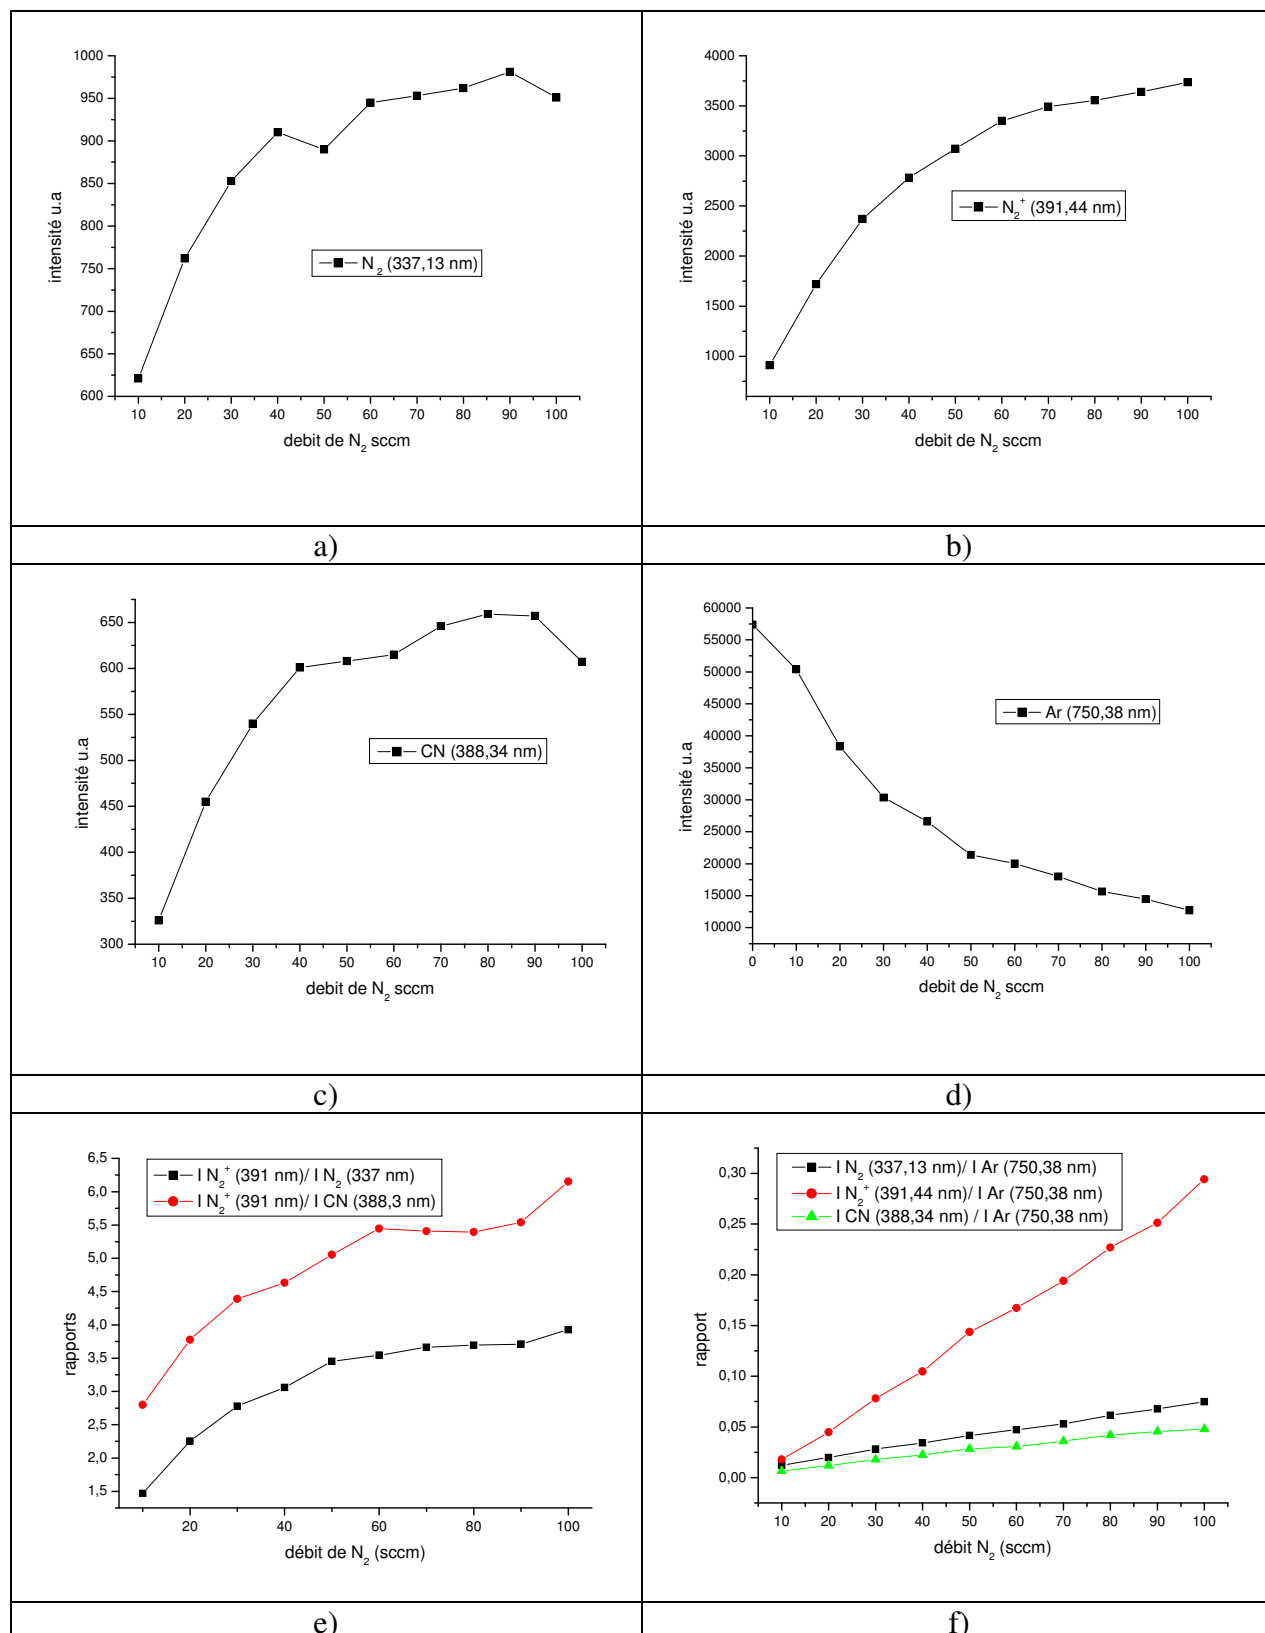 1000
950
900
850
800
750
700
650
600
intensité u.a
N2 (337,13 nm)
10 20 30 40 50 60 70 80 90 100
debit de N2 sccm
4000
3500
3000
2500
2000
1500
1000
intensité u.a
N2+ (391,44 nm)
10 20 30 40 50 60 70 80 90 100
debit de N2 sccm
a)
b)
650
600
550
500
450
400
350
300
intensité u.a
CN (388,34 nm)
10 20 30 40 50 60 70 80 90 100
debit de N2 sccm
60000
55000
50000
45000
40000
35000
30000
25000
20000
15000
10000
intensité u.a
Ar (750,38 nm)
0 10 20 30 40 50 60 70 80 90 100
debit de N2 sccm
c)
d)
6,5
6,0
5,5
5,0
4,5
4,0
3,5
3,0
2,5
2,0
1,5
rapports
I N2+ (391 nm)/ I N2 (337 nm)
I N2+ (391 nm)/ I CN (388,3 nm)
20 40 60 80 100
débit de N2 (sccm)
0,30
0,25
0,20
0,15
0,10
0,05
0,00
rapport
I N2 (337,13 nm)/ I Ar (750,38 nm)
I N2+ (391,44 nm)/ I Ar (750,38 nm)
I CN (388,34 nm) / I Ar (750,38 nm)
10 20 30 40 50 60 70 80 90 100
débit N2 (sccm)
e)
f)